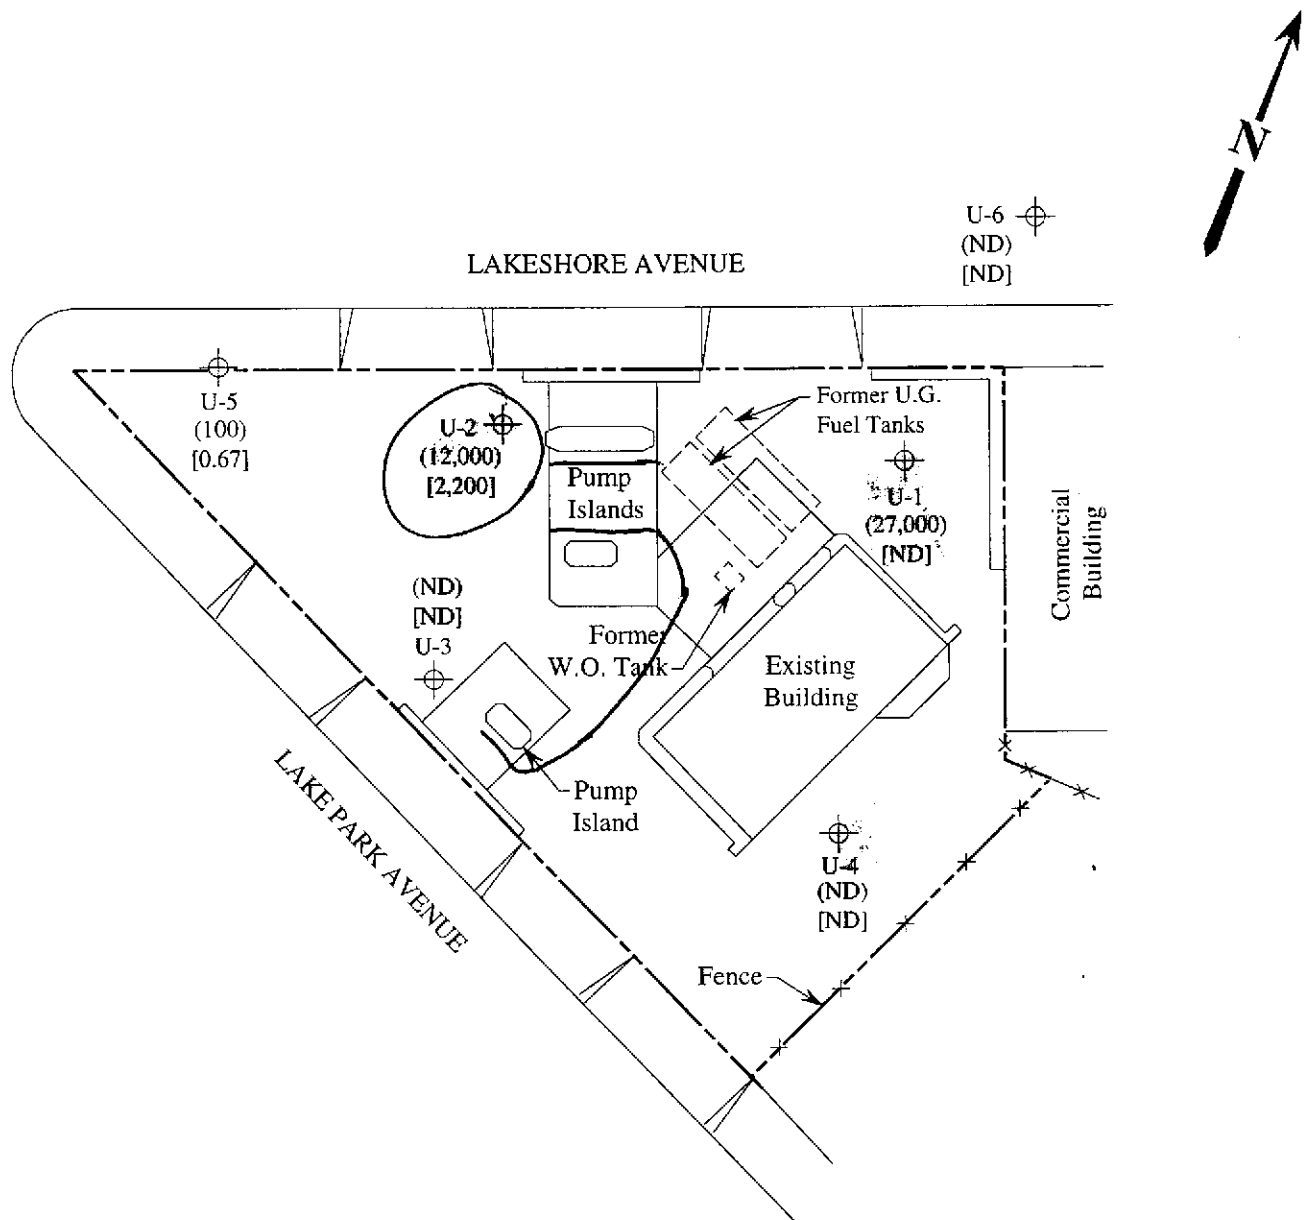 N
U-6
(ND)
[ND]
LAKESHORE AVENUE
U-5
(100)
[0.67]
U-2
(12,000)
[2,200]
Pump
Islands
Former U.G.
Fuel Tanks
U-1
(27,000)
[ND]
Commercial
Building
(ND)
[ND]
U-3
Former
W.O. Tank
Existing
Building
Pump
Island
LAKE PARK AVENUE
U-4
(ND)
[ND]
Fence